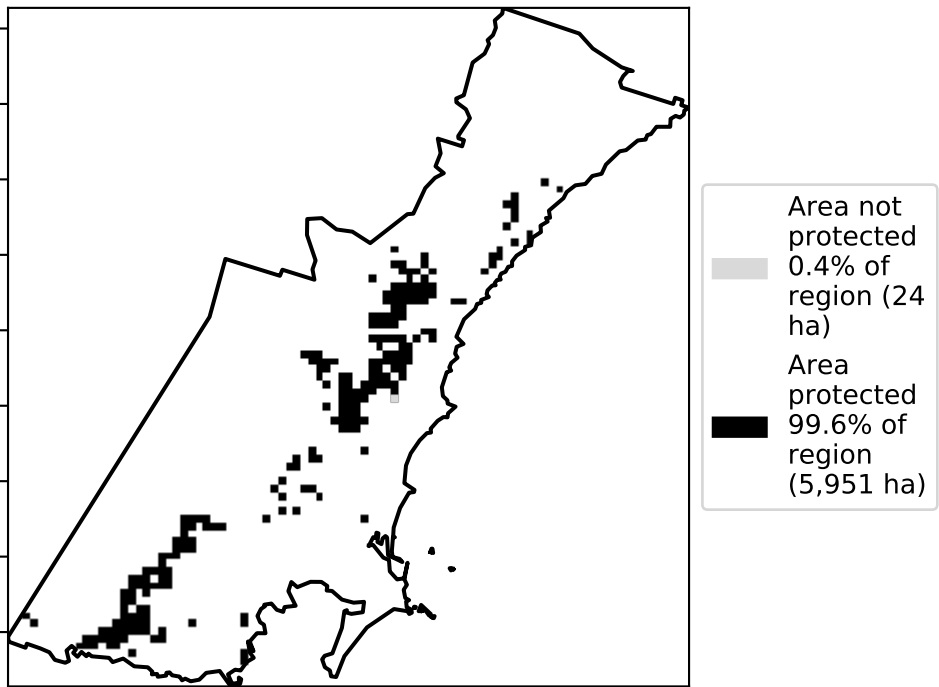 Area not
protected
0.4% of
region (24
ha)
Area
protected
99.6% of
region
(5,951 ha)